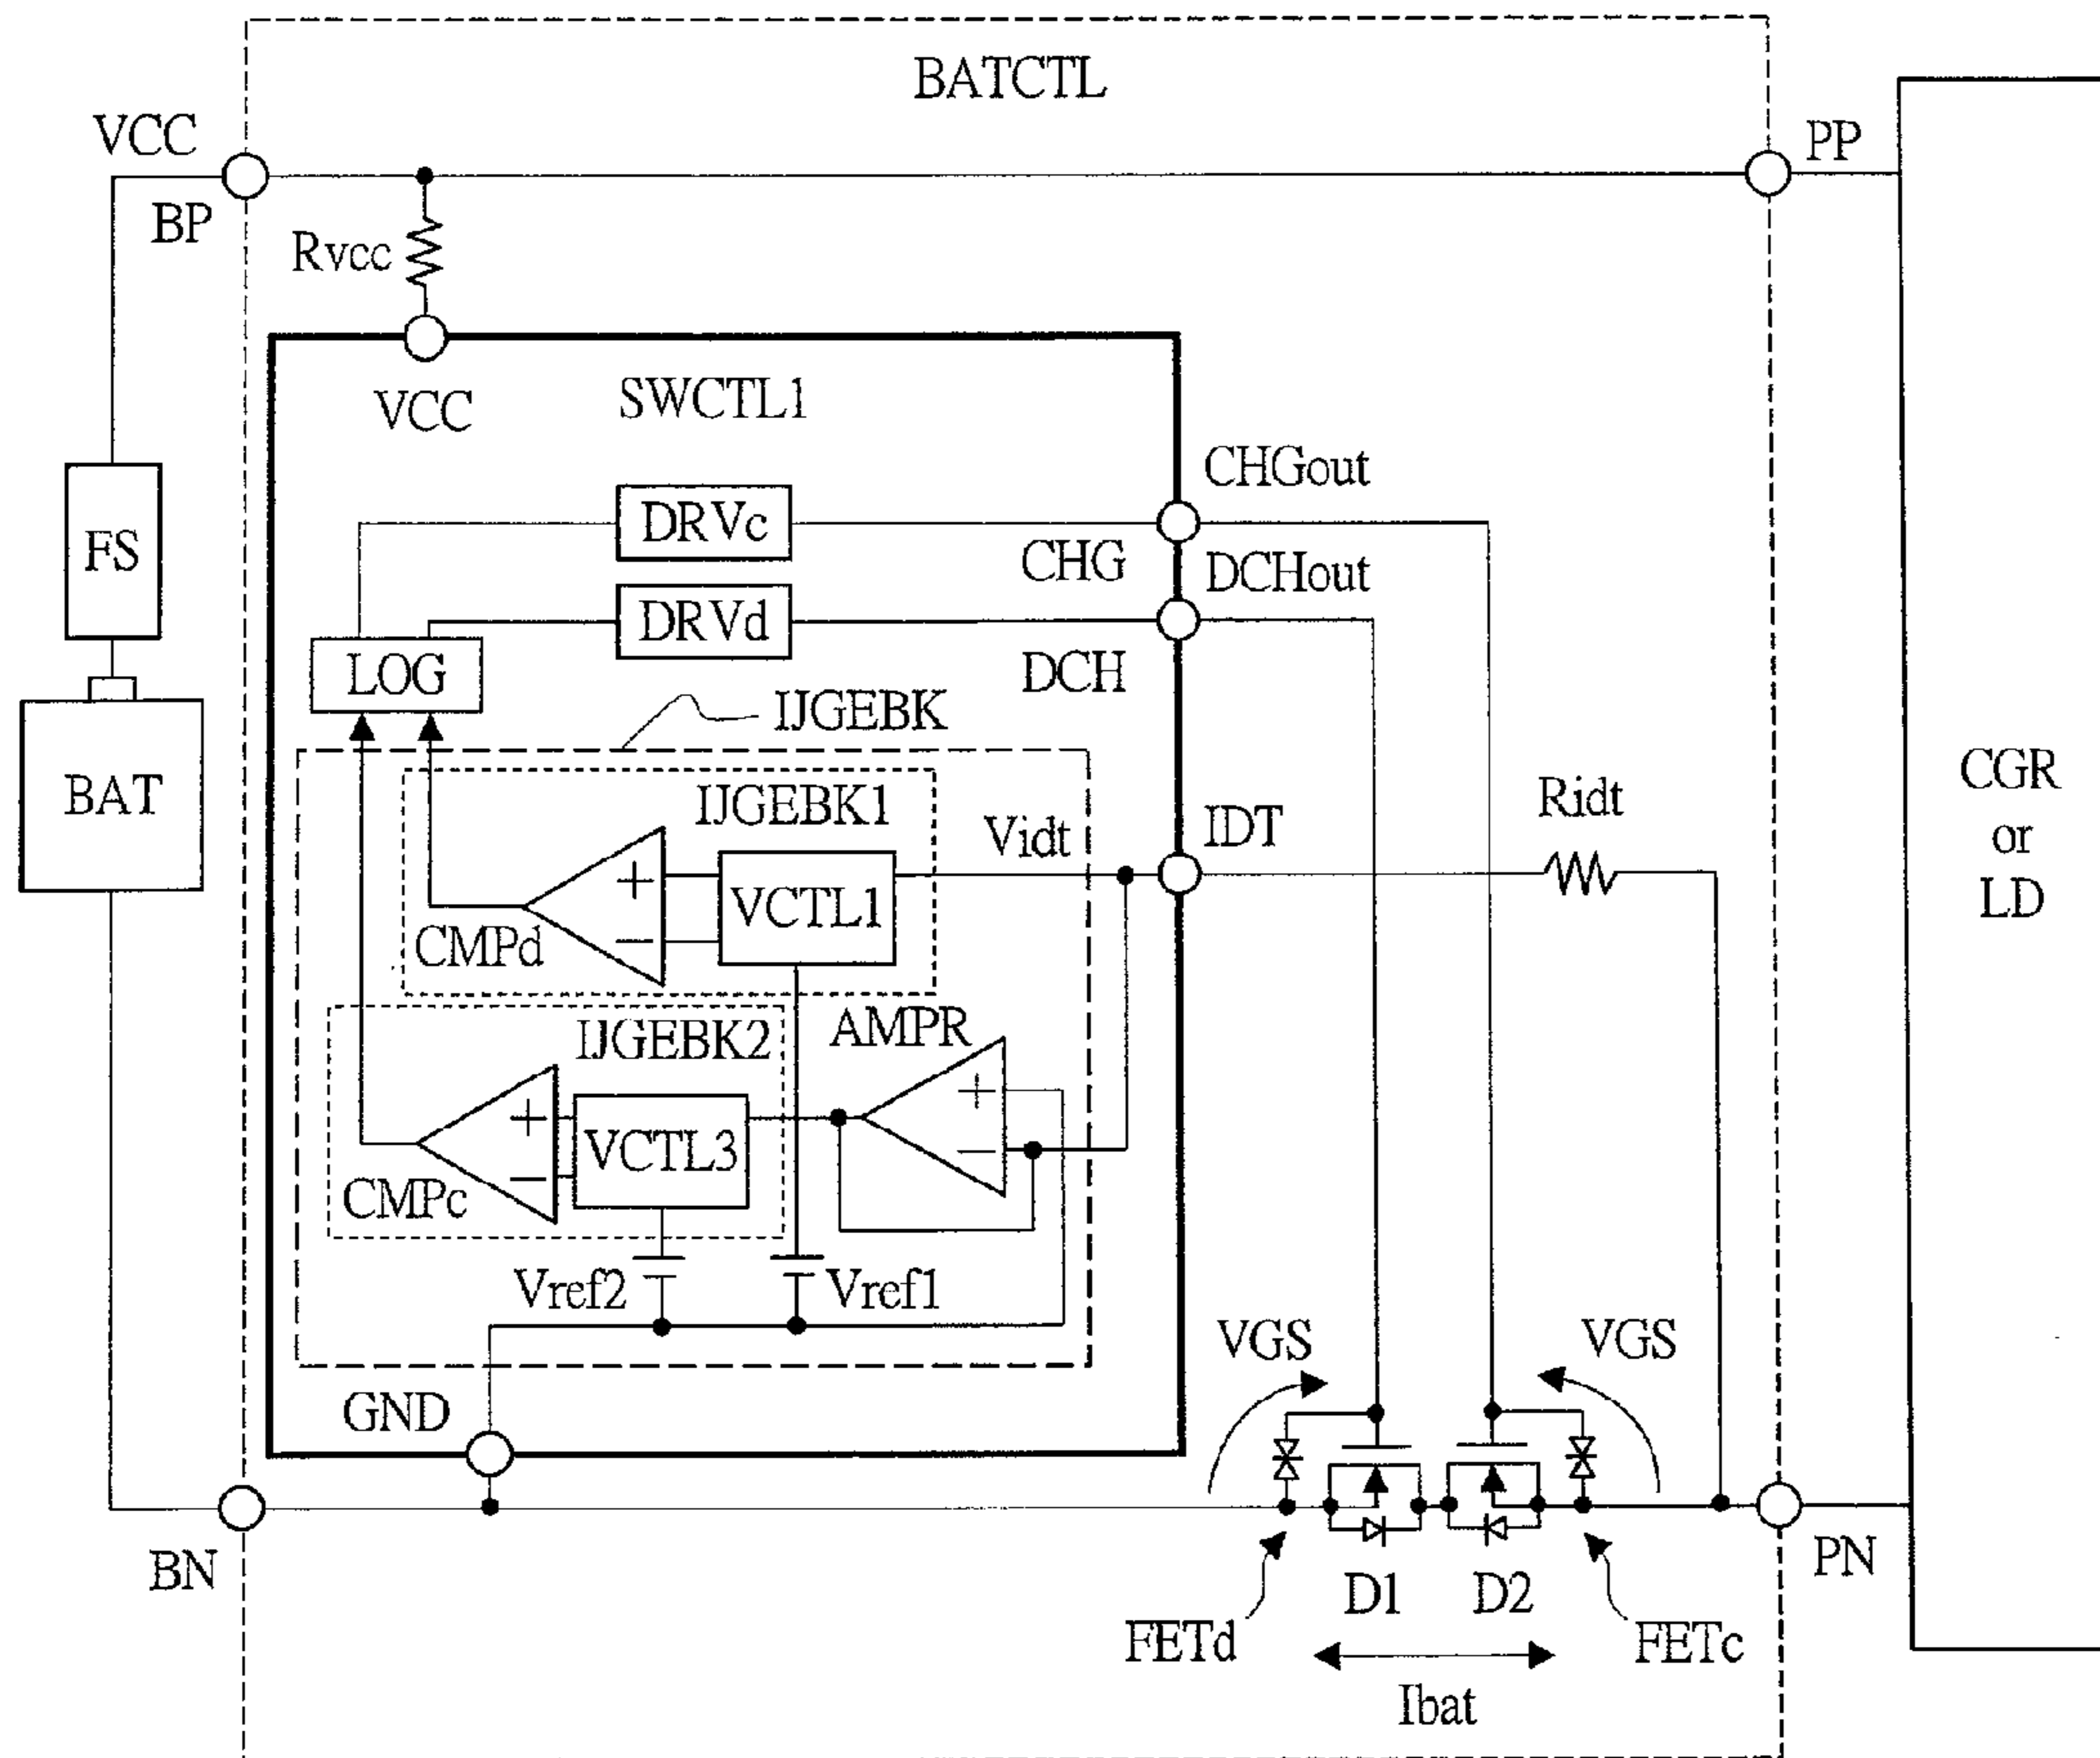 BATCTL
VCC
PP
BP
Rvcc
VCC
SWCTL1
CHGout
DRVc
FS
CHG
DCHout
DRVd
LOG
DCH
IJGEBK
BAT
IJGEBK1
Vidt
IDT
Ridt
CGR
or
LD
+
VCTL1
−
CMPd
IJGEBK2
AMPR
+
+
VCTL3
−
−
CMPc
Vref2
Vref1
VGS
VGS
GND
BN
PN
D1
D2
FETd
FETc
Ibat